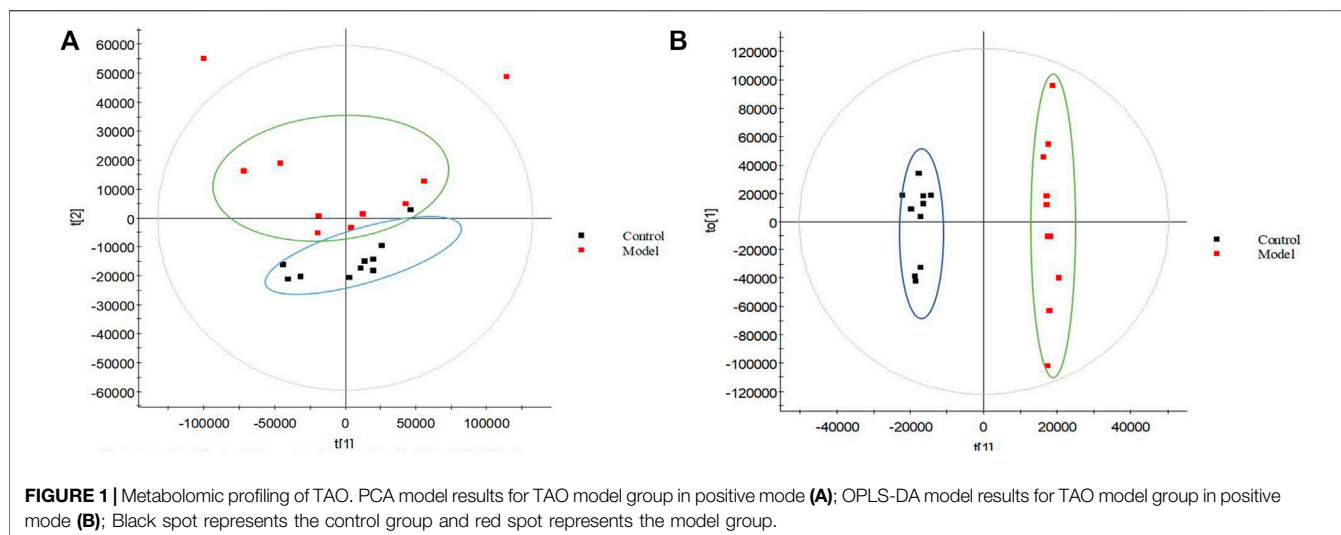 A
60000
50000
40000
30000
20000
10000
0
-10000
-20000
-30000
-40000
-50000
-60000
t[2]
-100000 -50000 0 50000 100000
t[1]
Control
Model
B
120000
100000
80000
60000
40000
20000
0
-20000
-40000
-60000
-80000
-100000
-120000
to[1]
-40000 -20000 0 20000 40000
t[1]
Control
Model
FIGURE 1 | Metabolomic profiling of TAO. PCA model results for TAO model group in positive mode (A); OPLS-DA model results for TAO model group in positive
mode (B); Black spot represents the control group and red spot represents the model group.